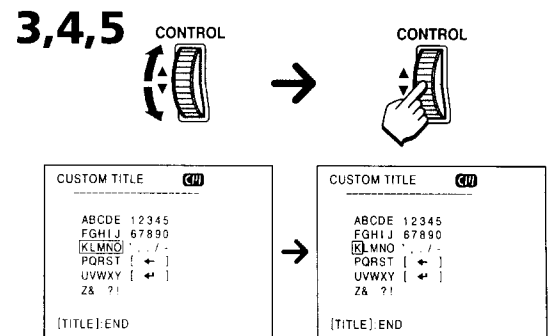 3,4,5
CONTROL
CONTROL
CUSTOM TITLE
ABCDE 12345
FGHIJ 67890
KLMNO ' . , / -
PQRST [ ← ]
UVWXY [ ↵ ]
Z& ?!
[TITLE]:END
CUSTOM TITLE
ABCDE 12345
FGHIJ 67890
KLMNO ' . , / -
PQRST [ ← ]
UVWXY [ ↵ ]
Z& ?!
[TITLE]:END